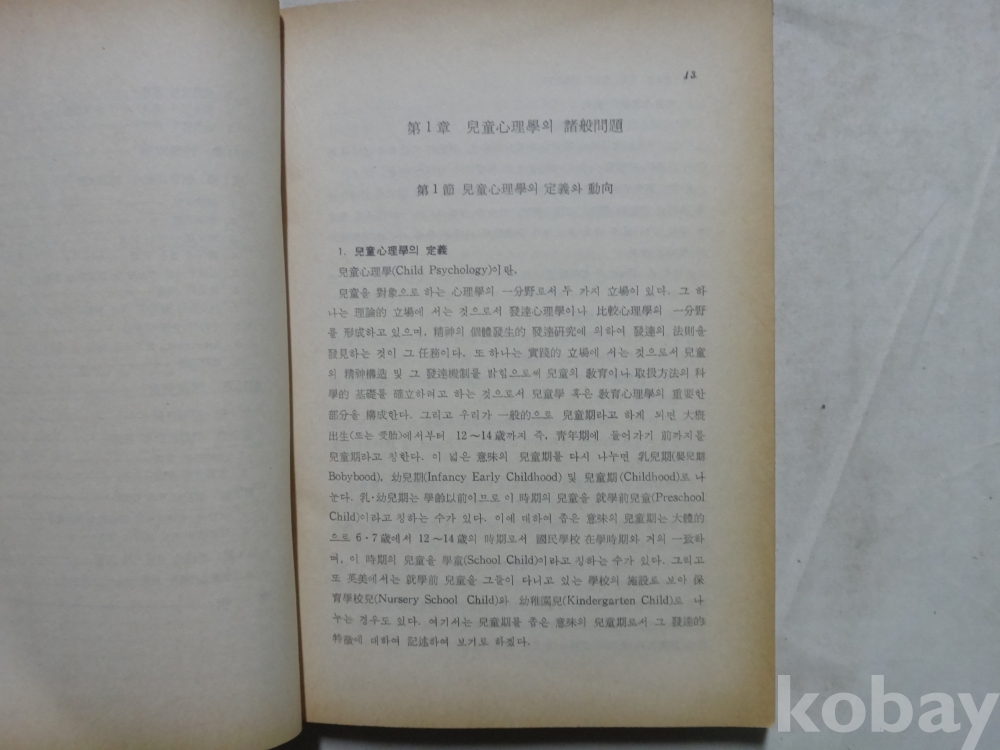 13
第1章 兒童心理學의 諸般問題
第1節 兒童心理學의 定義와 動向
1. 兒童心理學의 定義
兒童心理學(Child Psychology)이란,
兒童을 對象으로 하는 心理學의 一分野로서 두 가지 立場이 있다. 그 하
나는 理論的 立場에 서는 것으로서 發達心理學이나 比較心理學의 一分野
를 形成하고 있으며, 精神의 個體發生的 發達硏究에 의하여 發達의 法則을
發見하는 것이 그 任務이다. 또 하나는 實踐的 立場에 서는 것으로서 兒童
의 精神構造 및 그 發達機制를 밝힘으로써 兒童의 敎育이나 取扱方法의 科
學的 基礎를 確立하려고 하는 것으로서 兒童學 혹은 敎育心理學의 重要한
部分을 構成한다. 그리고 우리가 一般的으로 兒童期라고 하게 되면 大槪
出生(또는 受胎)에서부터 12～14歲까지 즉, 靑年期에 들어가기 前까지를
兒童期라고 칭한다. 이 넓은 意味의 兒童期를 다시 나누면 乳兒期(嬰兒期
Bobybood), 幼兒期(Infancy Early Childhood) 및 兒童期(Childhood)로 나
눈다. 乳·幼兒期는 學齡以前이므로 이 時期의 兒童을 就學前兒童(Preschool
Child)이라고 칭하는 수가 있다. 이에 대하여 좁은 意味의 兒童期는 大體的
으로 6·7歲에서 12～14歲의 時期로서 國民學校 在學時期와 거의 一致하
며, 이 時期의 兒童을 學童(School Child)이라고 칭하는 수가 있다. 그리고
또 英美에서는 就學前 兒童을 그들이 다니고 있는 學校의 施設로 보아 保
育學校兒(Nursery School Child)와 幼稚園兒(Kindergarten Child)로 나
누는 경우도 있다. 여기서는 兒童期를 좁은 意味의 兒童期로서 그 發達的
特徵에 대하여 記述하여 보기로 하겠다.
kobay